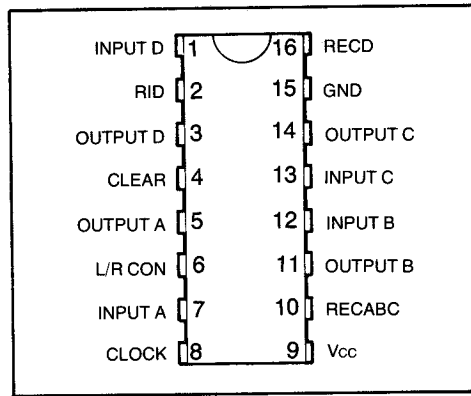 INPUT D 1 16 RECD
RID 2 15 GND
OUTPUT D 3 14 OUTPUT C
CLEAR 4 13 INPUT C
OUTPUT A 5 12 INPUT B
L/R CON 6 11 OUTPUT B
INPUT A 7 10 RECABC
CLOCK 8 9 Vcc